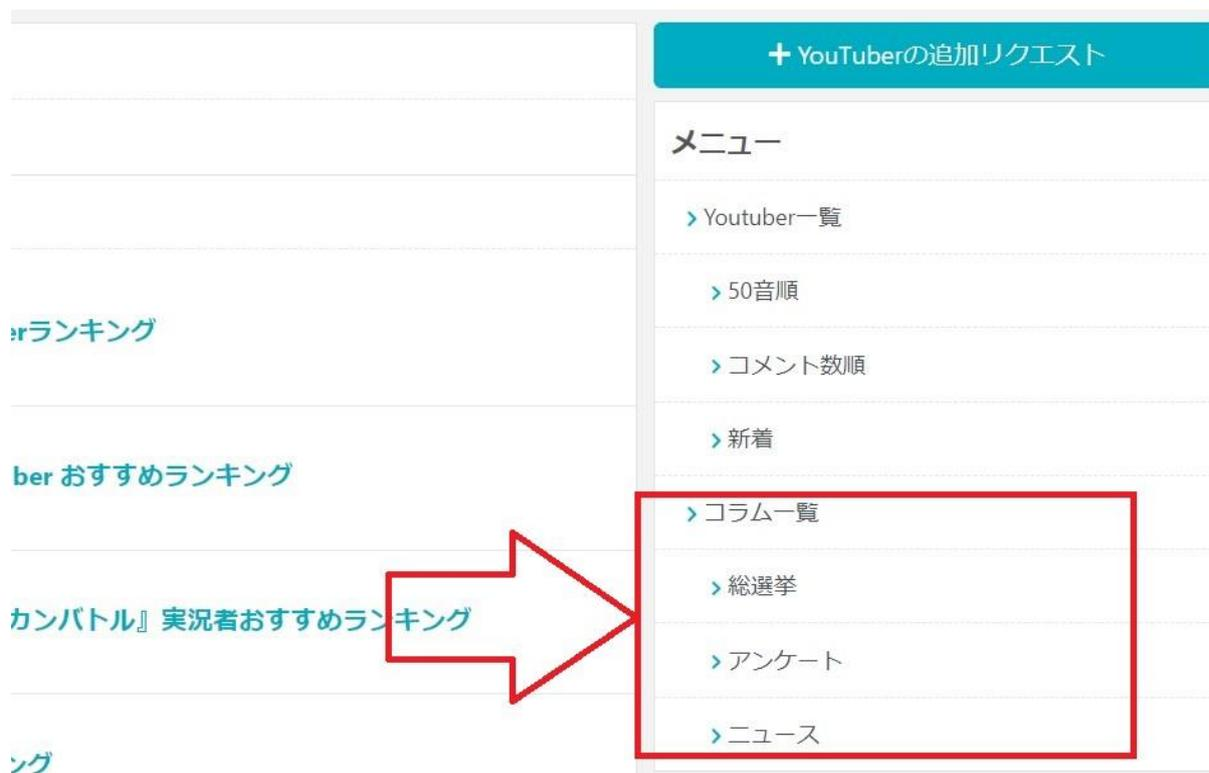 erランキング
ber おすすめランキング
カンバトル』実況者おすすめランキング
ング
+ YouTuberの追加リクエスト
メニュー
Youtuber一覧
50音順
コメント数順
新着
コラム一覧
総選挙
アンケート
ニュース